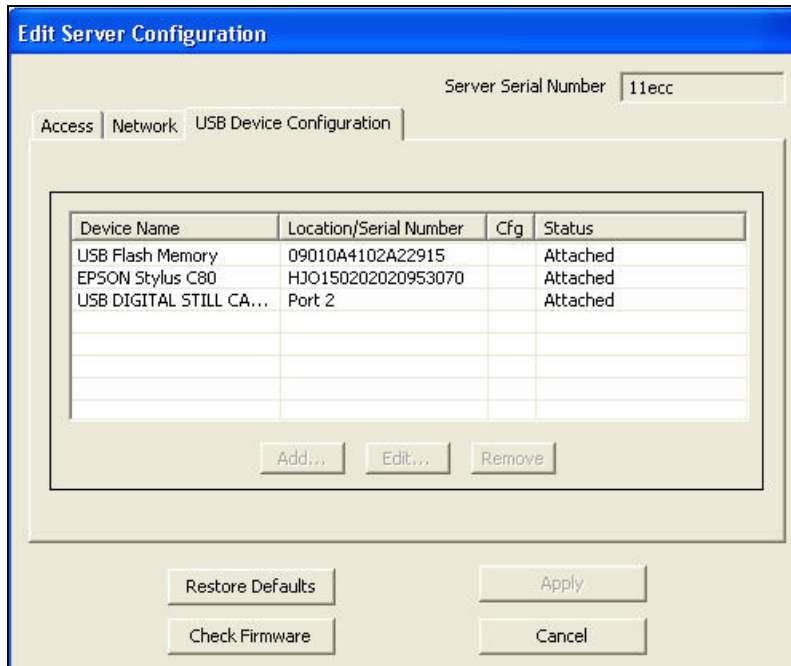 Edit Server Configuration
Server Serial Number 11ecc
Access Network USB Device Configuration
Device Name Location/Serial Number Cfg Status
USB Flash Memory 09010A4102A22915 Attached
EPSON Stylus C80 HJO150202020953070 Attached
USB DIGITAL STILL CA... Port 2 Attached
Add... Edit... Remove
Restore Defaults Apply
Check Firmware Cancel